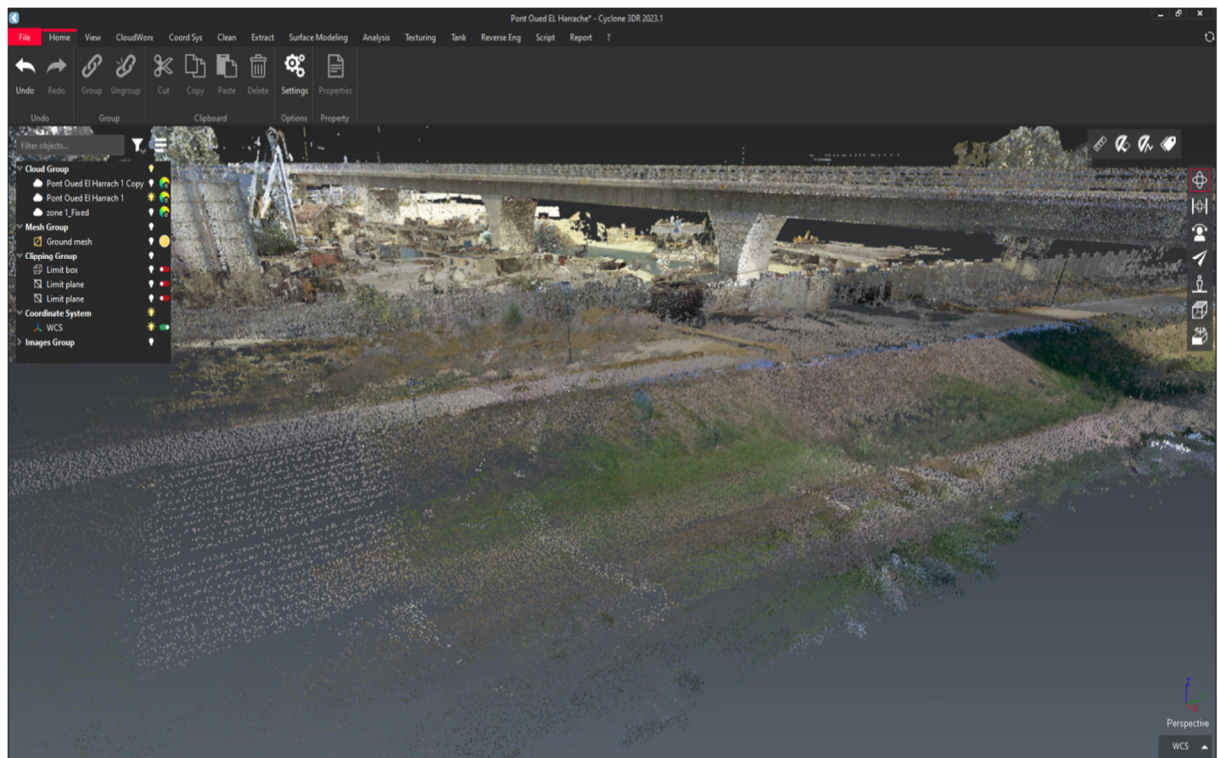 Pont Oued EL Harrache* - Cyclone 3DR 2023.1
File Home View CloudWorx Coord Sys Clean Extract Surface Modeling Analysis Texturing Tank Reverse Eng Script Report ?
Undo Redo Group Ungroup Cut Copy Paste Delete Settings Properties
Undo Group Clipboard Options Property
Filter objects...
Cloud Group
Pont Oued El Harrach 1 Copy
Pont Oued El Harrach 1
zone 1_Fixed
Mesh Group
Ground mesh
Clipping Group
Limit box
Limit plane
Limit plane
Coordinate System
WCS
Images Group
Z
Perspective
WCS